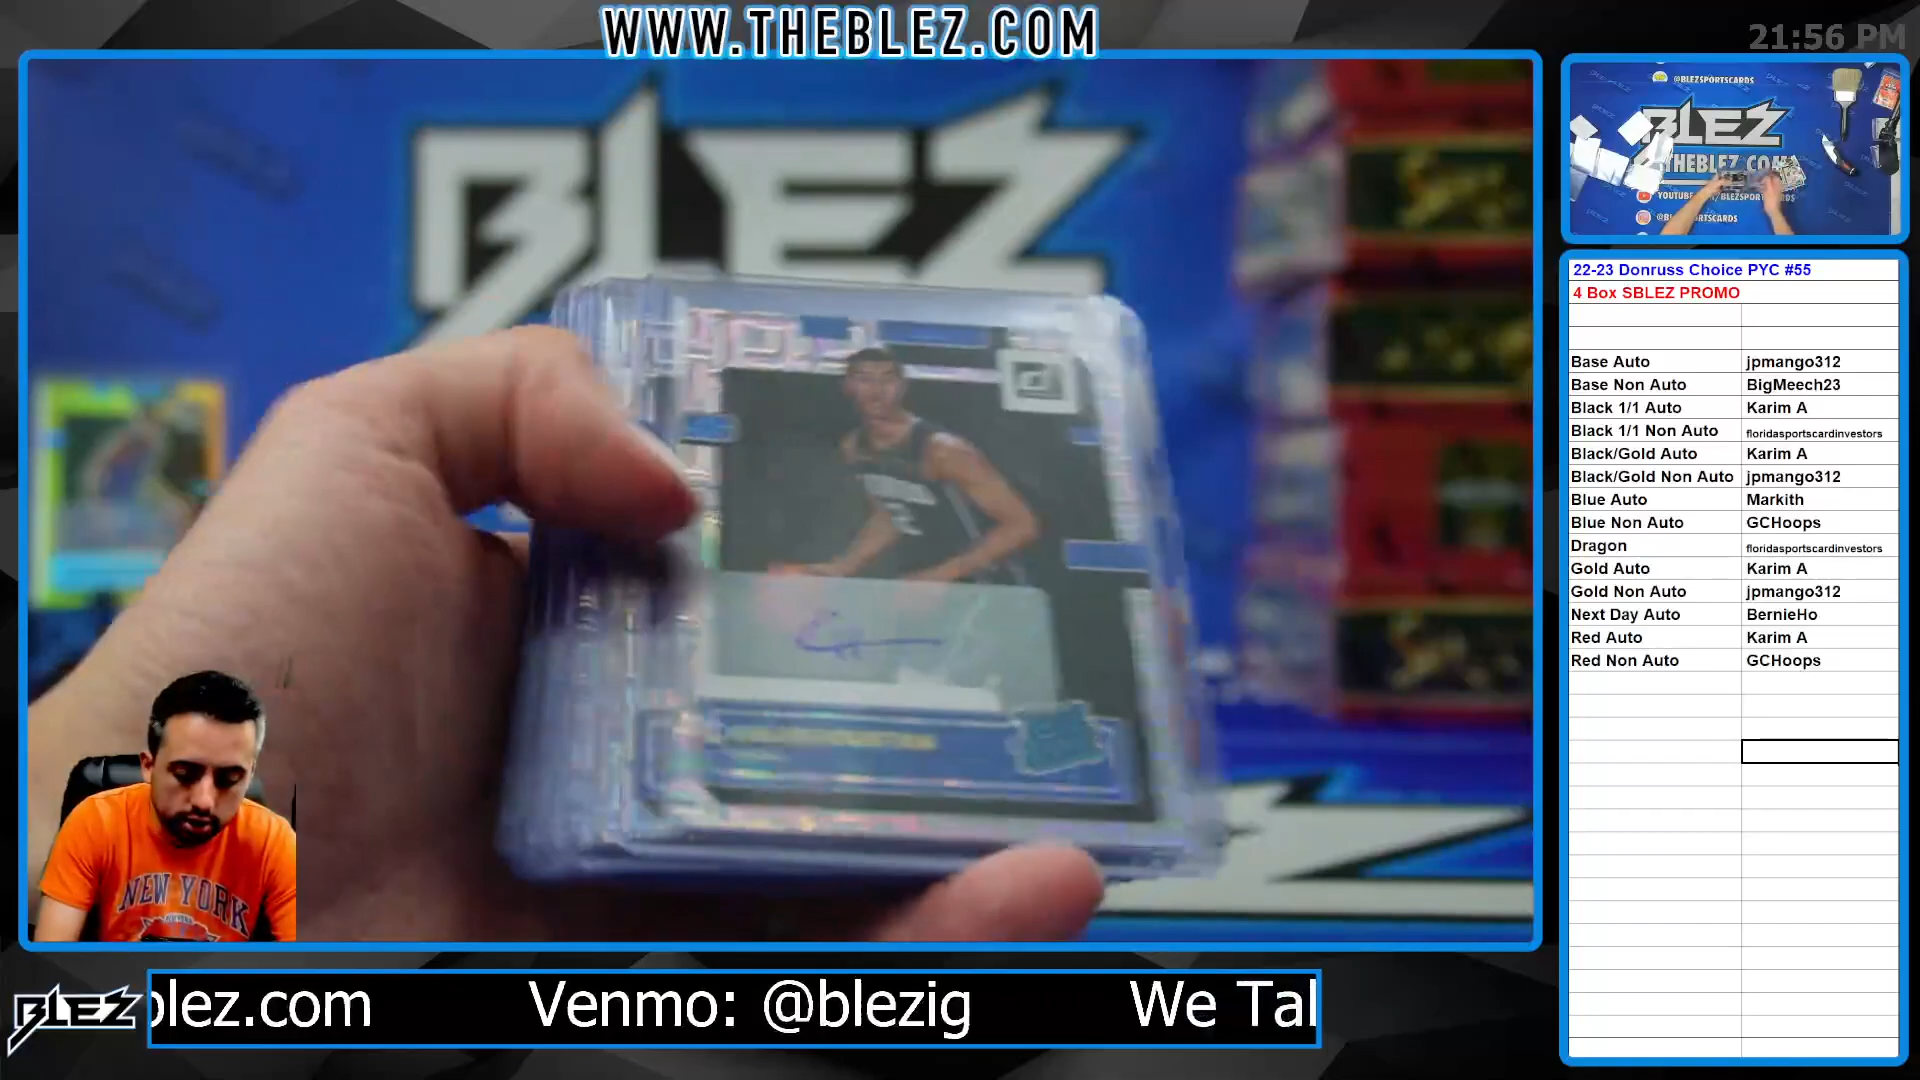 WWW.THEBLEZ.COM
21:56 PM
BLEZ
@BLEZSPORTSCARDS
BLEZ
THEBLEZ.COM
22-23 Donruss Choice PYC #55
4 Box SBLEZ PROMO
Base Auto jpmango312
Base Non Auto BigMeech23
Black 1/1 Auto Karim A
Black 1/1 Non Auto floridasportscardinvestors
Black/Gold Auto Karim A
Black/Gold Non Auto jpmango312
Blue Auto Markith
Blue Non Auto GCHoops
Dragon floridasportscardinvestors
Gold Auto Karim A
Gold Non Auto jpmango312
Next Day Auto BernieHo
Red Auto Karim A
Red Non Auto GCHoops
NEW YORK
BLEZ
blez.com Venmo: @blezig We Tal